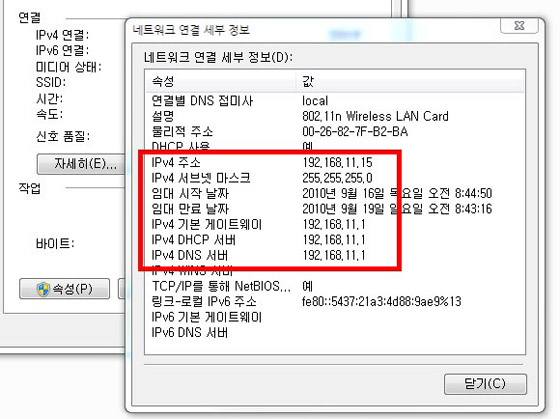 연결
IPv4 연결:
IPv6 연결:
미디어 상태:
SSID:
시간:
속도:
신호 품질:
자세히(E)...
작업
바이트:
속성(P)
네트워크 연결 세부 정보
네트워크 연결 세부 정보(D):
속성 값
연결별 DNS 접미사 local
설명 802.11n Wireless LAN Card
물리적 주소 00-26-82-7F-B2-BA
DHCP 사용 예
IPv4 주소 192.168.11.15
IPv4 서브넷 마스크 255.255.255.0
임대 시작 날짜 2010년 9월 16일 목요일 오전 8:44:50
임대 만료 날짜 2010년 9월 19일 일요일 오전 8:43:16
IPv4 기본 게이트웨이 192.168.11.1
IPv4 DHCP 서버 192.168.11.1
IPv4 DNS 서버 192.168.11.1
IPv4 WINS 서버
TCP/IP를 통해 NetBIOS... 예
링크-로컬 IPv6 주소 fe80::5437:21a3:4d88:9ae9%13
IPv6 기본 게이트웨이
IPv6 DNS 서버
닫기(C)